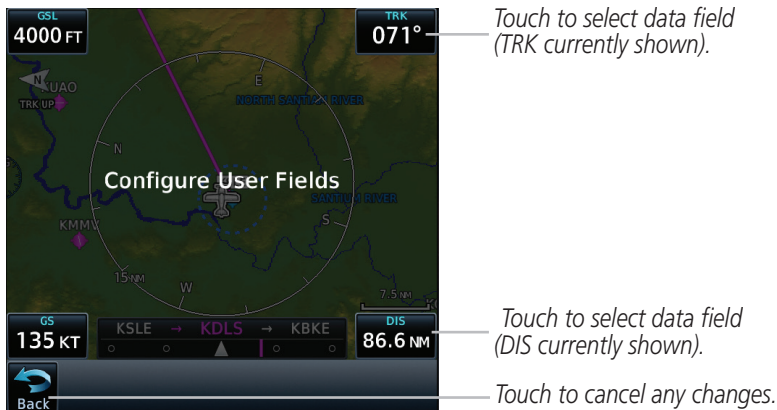 GSL
4000 FT
TRK
071°
Touch to select data field
(TRK currently shown).
N
UAO
TRK UP
E
NORTH SANTIAM RIVER
N
Configure User Fields
SANTIAM RIVER
KMMV
S
15 NM
W
7.5 NM
GS
135 KT
KSLE → KDLS → KBKE
DIS
86.6 NM
Touch to select data field
(DIS currently shown).
Back
Touch to cancel any changes.